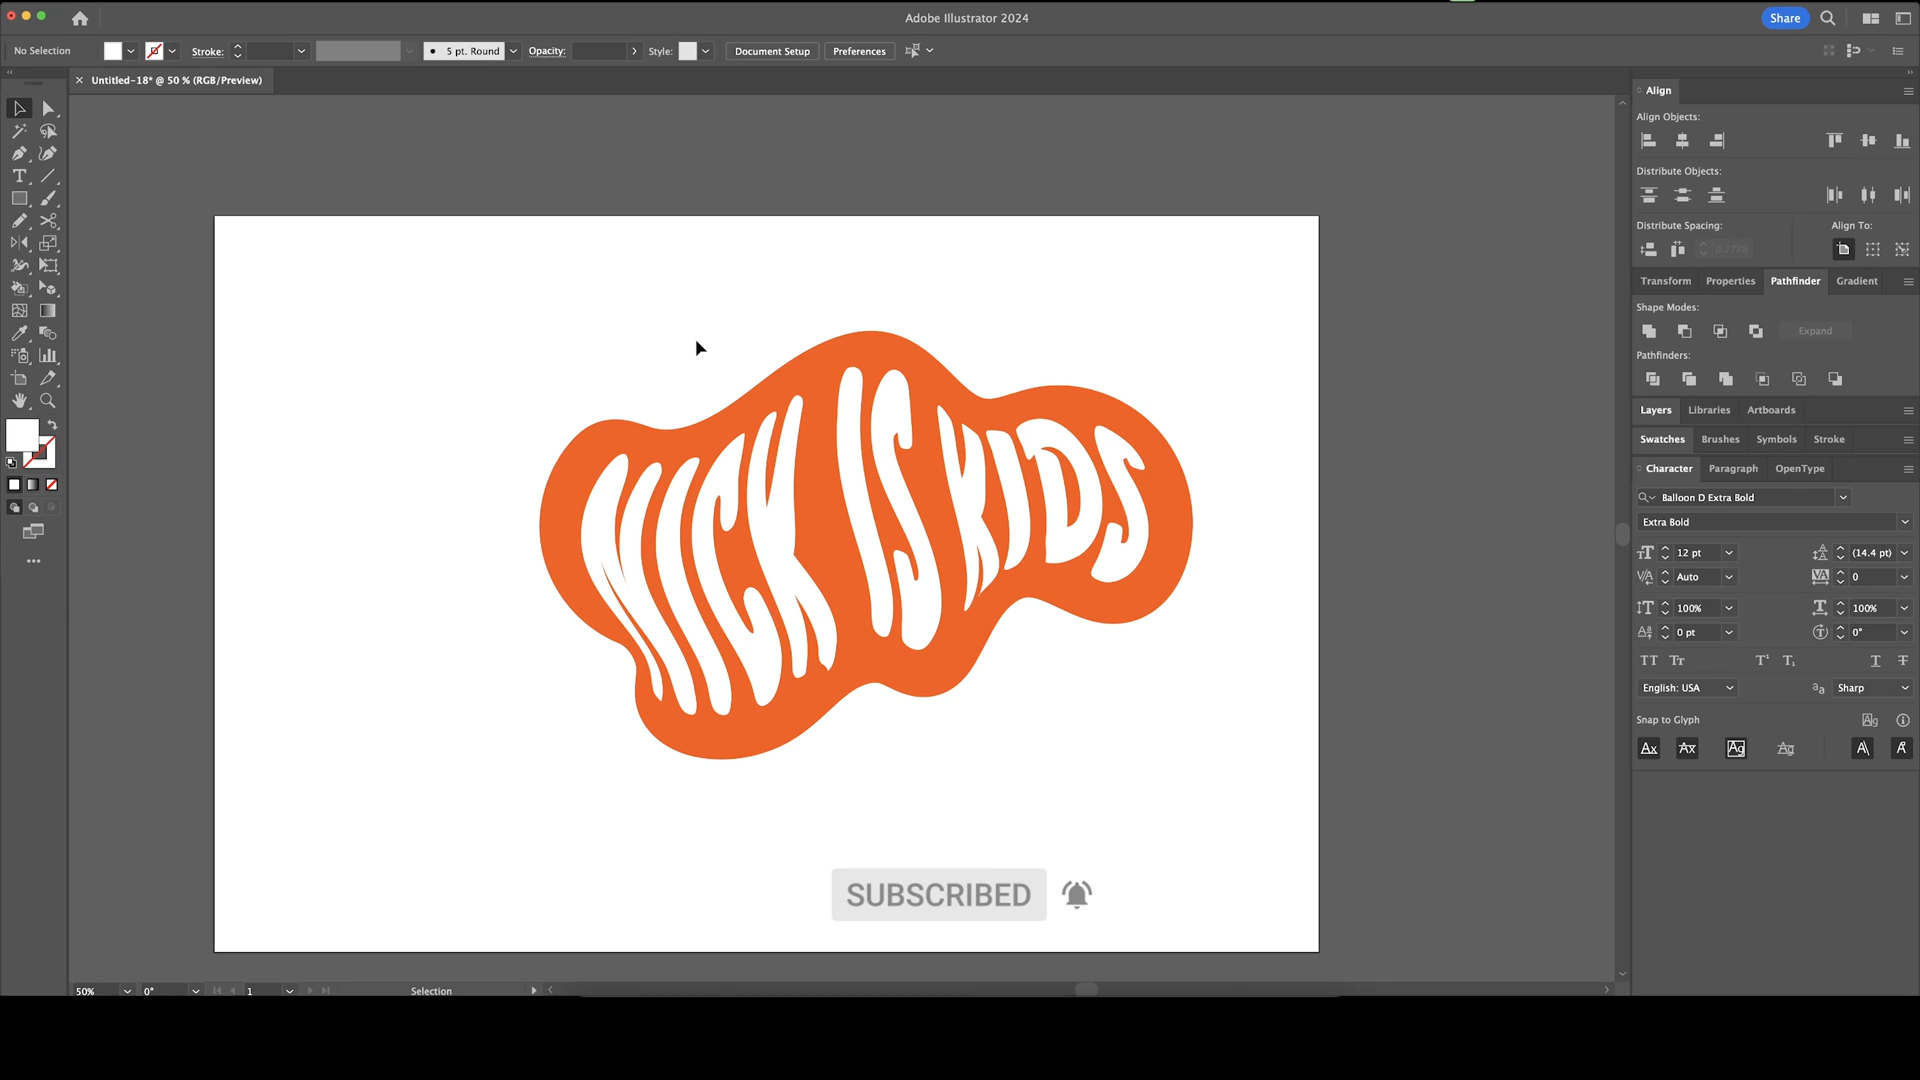 Adobe Illustrator 2024
Share
No Selection
Stroke:
5 pt. Round
Opacity:
Style:
Document Setup
Preferences
Untitled-18* @ 50 % (RGB/Preview)
Align
Align Objects:
Distribute Objects:
Distribute Spacing:
Align To:
0.2778
Transform
Properties
Pathfinder
Gradient
Shape Modes:
Expand
Pathfinders:
Layers
Libraries
Artboards
Swatches
Brushes
Symbols
Stroke
Character
Paragraph
OpenType
Balloon D Extra Bold
Extra Bold
12 pt
(14.4 pt)
Auto
0
100%
100%
0 pt
0°
English: USA
Sharp
Snap to Glyph
NICK IS KIDS
SUBSCRIBED
50%
0°
1
Selection